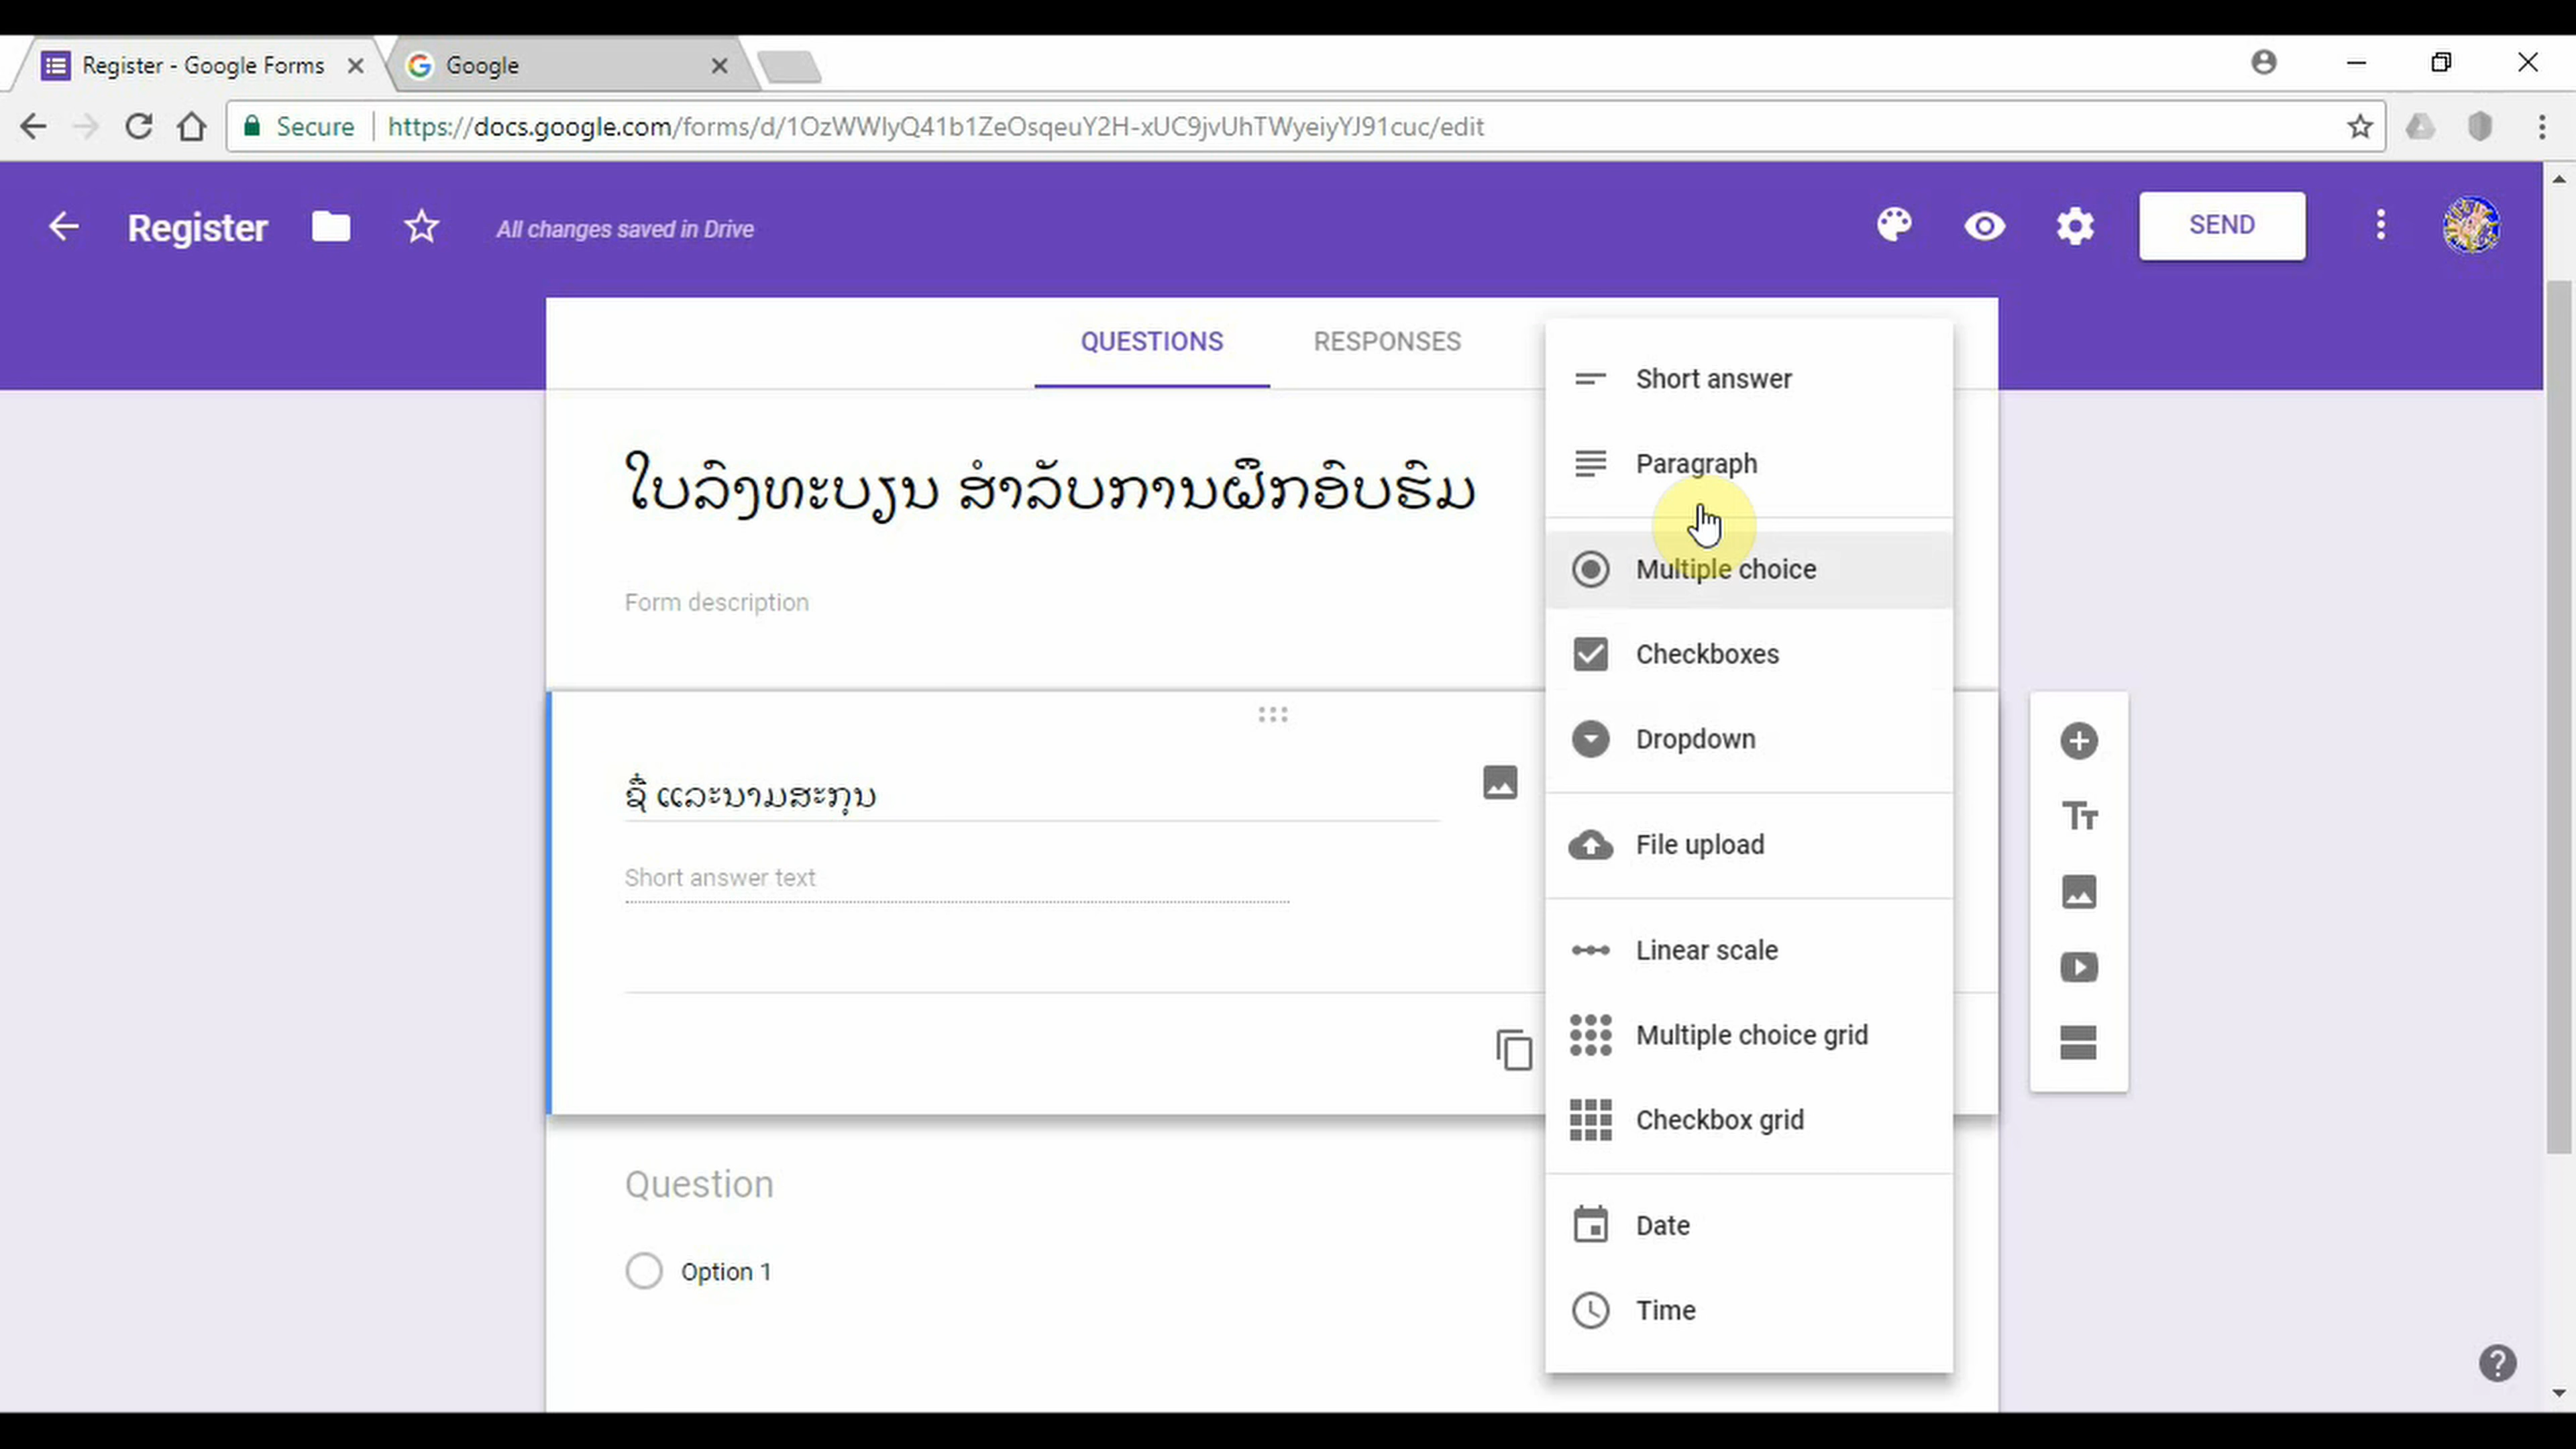 Register - Google Forms
Google
Secure
https://docs.google.com/forms/d/1OzWWIyQ41b1ZeOsqeuY2H-xUC9jvUhTWyeiyYJ91cuc/edit
Register
All changes saved in Drive
SEND
QUESTIONS
RESPONSES
ໃບລົງທະບຽນ ສຳລັບການຝຶກອົບຮົມ
Form description
ຊື່ ແລະນາມສະກຸນ
Short answer text
Question
Option 1
Short answer
Paragraph
Multiple choice
Checkboxes
Dropdown
File upload
Linear scale
Multiple choice grid
Checkbox grid
Date
Time